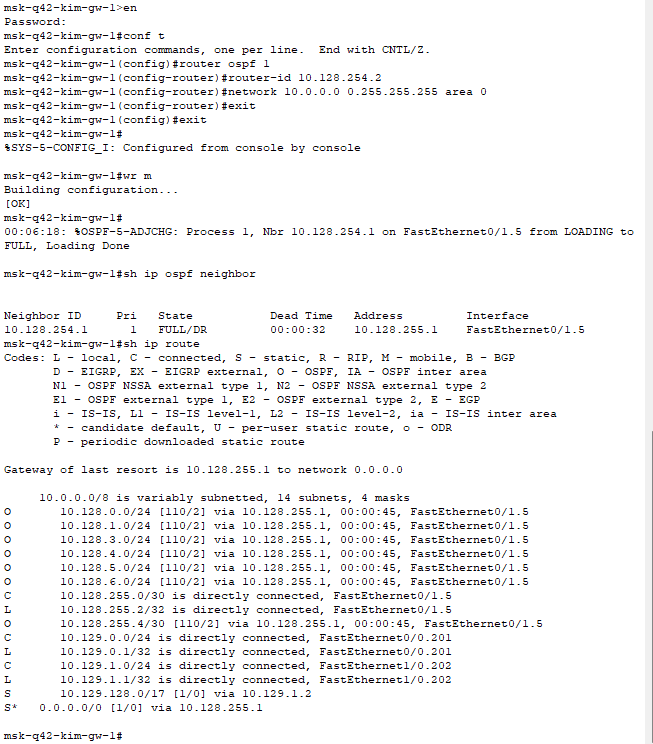 msk-q42-kim-gw-1>en
Password:
msk-q42-kim-gw-1#conf t
Enter configuration commands, one per line.  End with CNTL/Z.
msk-q42-kim-gw-1(config)#router ospf 1
msk-q42-kim-gw-1(config-router)#router-id 10.128.254.2
msk-q42-kim-gw-1(config-router)#network 10.0.0.0 0.255.255.255 area 0
msk-q42-kim-gw-1(config-router)#exit
msk-q42-kim-gw-1(config)#exit
msk-q42-kim-gw-1#
%SYS-5-CONFIG_I: Configured from console by console
msk-q42-kim-gw-1#wr m
Building configuration...
[OK]
msk-q42-kim-gw-1#
00:06:18: %OSPF-5-ADJCHG: Process 1, Nbr 10.128.254.1 on FastEthernet0/1.5 from LOADING to
FULL, Loading Done
msk-q42-kim-gw-1#sh ip ospf neighbor
Neighbor ID     Pri   State           Dead Time   Address         Interface
10.128.254.1      1   FULL/DR         00:00:32    10.128.255.1    FastEthernet0/1.5
msk-q42-kim-gw-1#sh ip route
Codes: L - local, C - connected, S - static, R - RIP, M - mobile, B - BGP
       D - EIGRP, EX - EIGRP external, O - OSPF, IA - OSPF inter area
       N1 - OSPF NSSA external type 1, N2 - OSPF NSSA external type 2
       E1 - OSPF external type 1, E2 - OSPF external type 2, E - EGP
       i - IS-IS, L1 - IS-IS level-1, L2 - IS-IS level-2, ia - IS-IS inter area
       * - candidate default, U - per-user static route, o - ODR
       P - periodic downloaded static route
Gateway of last resort is 10.128.255.1 to network 0.0.0.0
     10.0.0.0/8 is variably subnetted, 14 subnets, 4 masks
O       10.128.0.0/24 [110/2] via 10.128.255.1, 00:00:45, FastEthernet0/1.5
O       10.128.1.0/24 [110/2] via 10.128.255.1, 00:00:45, FastEthernet0/1.5
O       10.128.3.0/24 [110/2] via 10.128.255.1, 00:00:45, FastEthernet0/1.5
O       10.128.4.0/24 [110/2] via 10.128.255.1, 00:00:45, FastEthernet0/1.5
O       10.128.5.0/24 [110/2] via 10.128.255.1, 00:00:45, FastEthernet0/1.5
O       10.128.6.0/24 [110/2] via 10.128.255.1, 00:00:45, FastEthernet0/1.5
C       10.128.255.0/30 is directly connected, FastEthernet0/1.5
L       10.128.255.2/32 is directly connected, FastEthernet0/1.5
O       10.128.255.4/30 [110/2] via 10.128.255.1, 00:00:45, FastEthernet0/1.5
C       10.129.0.0/24 is directly connected, FastEthernet0/0.201
L       10.129.0.1/32 is directly connected, FastEthernet0/0.201
C       10.129.1.0/24 is directly connected, FastEthernet1/0.202
L       10.129.1.1/32 is directly connected, FastEthernet1/0.202
S       10.129.128.0/17 [1/0] via 10.129.1.2
S*   0.0.0.0/0 [1/0] via 10.128.255.1
msk-q42-kim-gw-1#